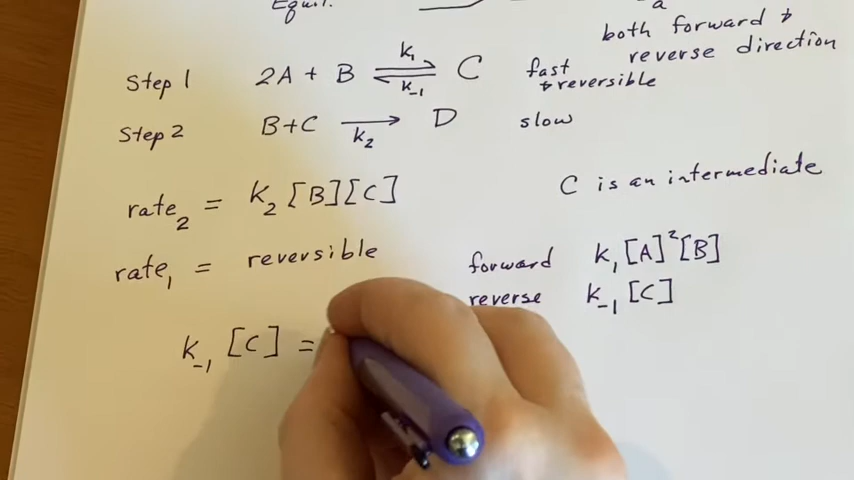 Equil.
a
both forward &
reverse direction
Step 1 2A + B ⇌ C fast
k₁
k₋₁
& reversible
Step 2 B+C → D slow
k₂
C is an intermediate
rate₂ = k₂ [B][C]
rate₁ = reversible
forward k₁ [A]² [B]
reverse k₋₁ [C]
k₋₁ [C] =